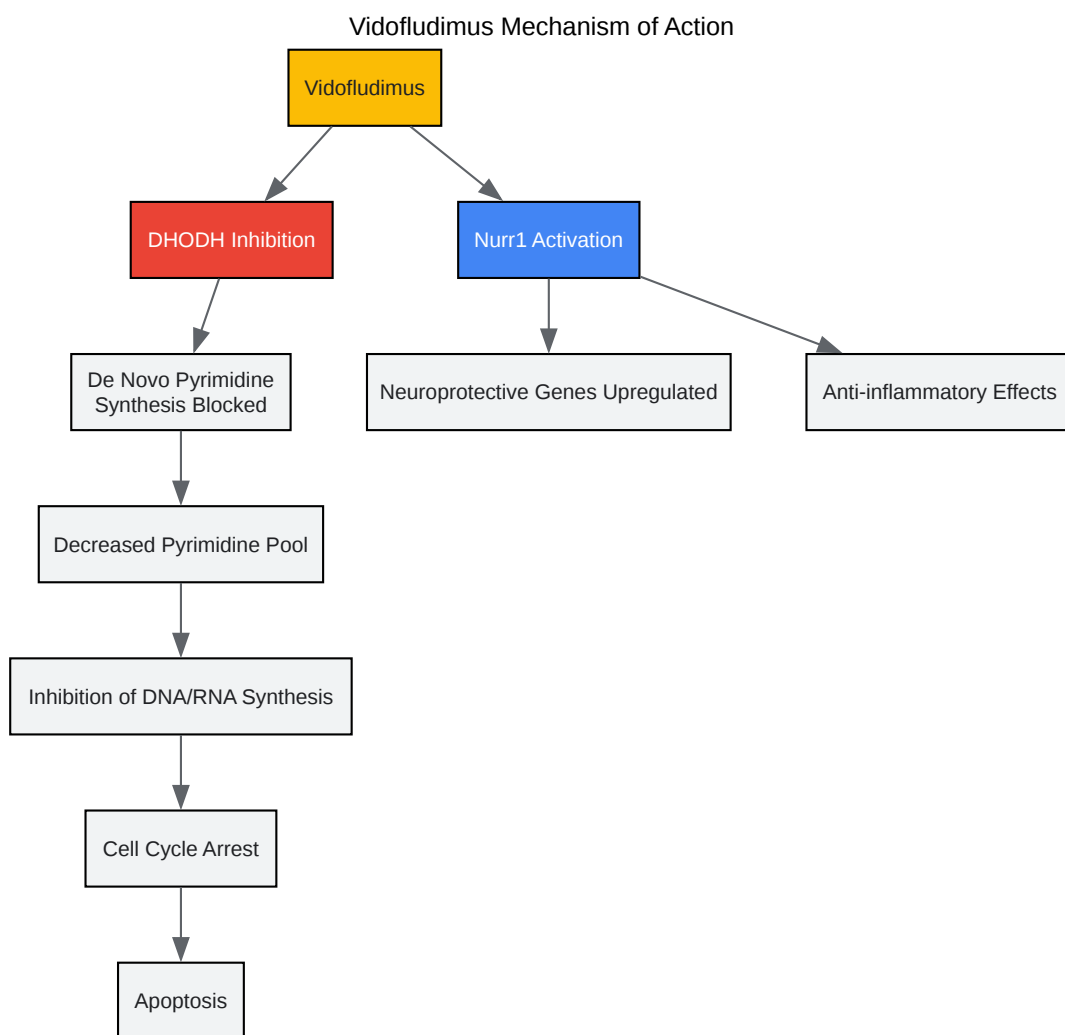 Vidofludimus Mechanism of Action
Vidofludimus
DHODH Inhibition
Nurr1 Activation
De Novo Pyrimidine
Synthesis Blocked
Neuroprotective Genes Upregulated
Anti-inflammatory Effects
Decreased Pyrimidine Pool
Inhibition of DNA/RNA Synthesis
Cell Cycle Arrest
Apoptosis